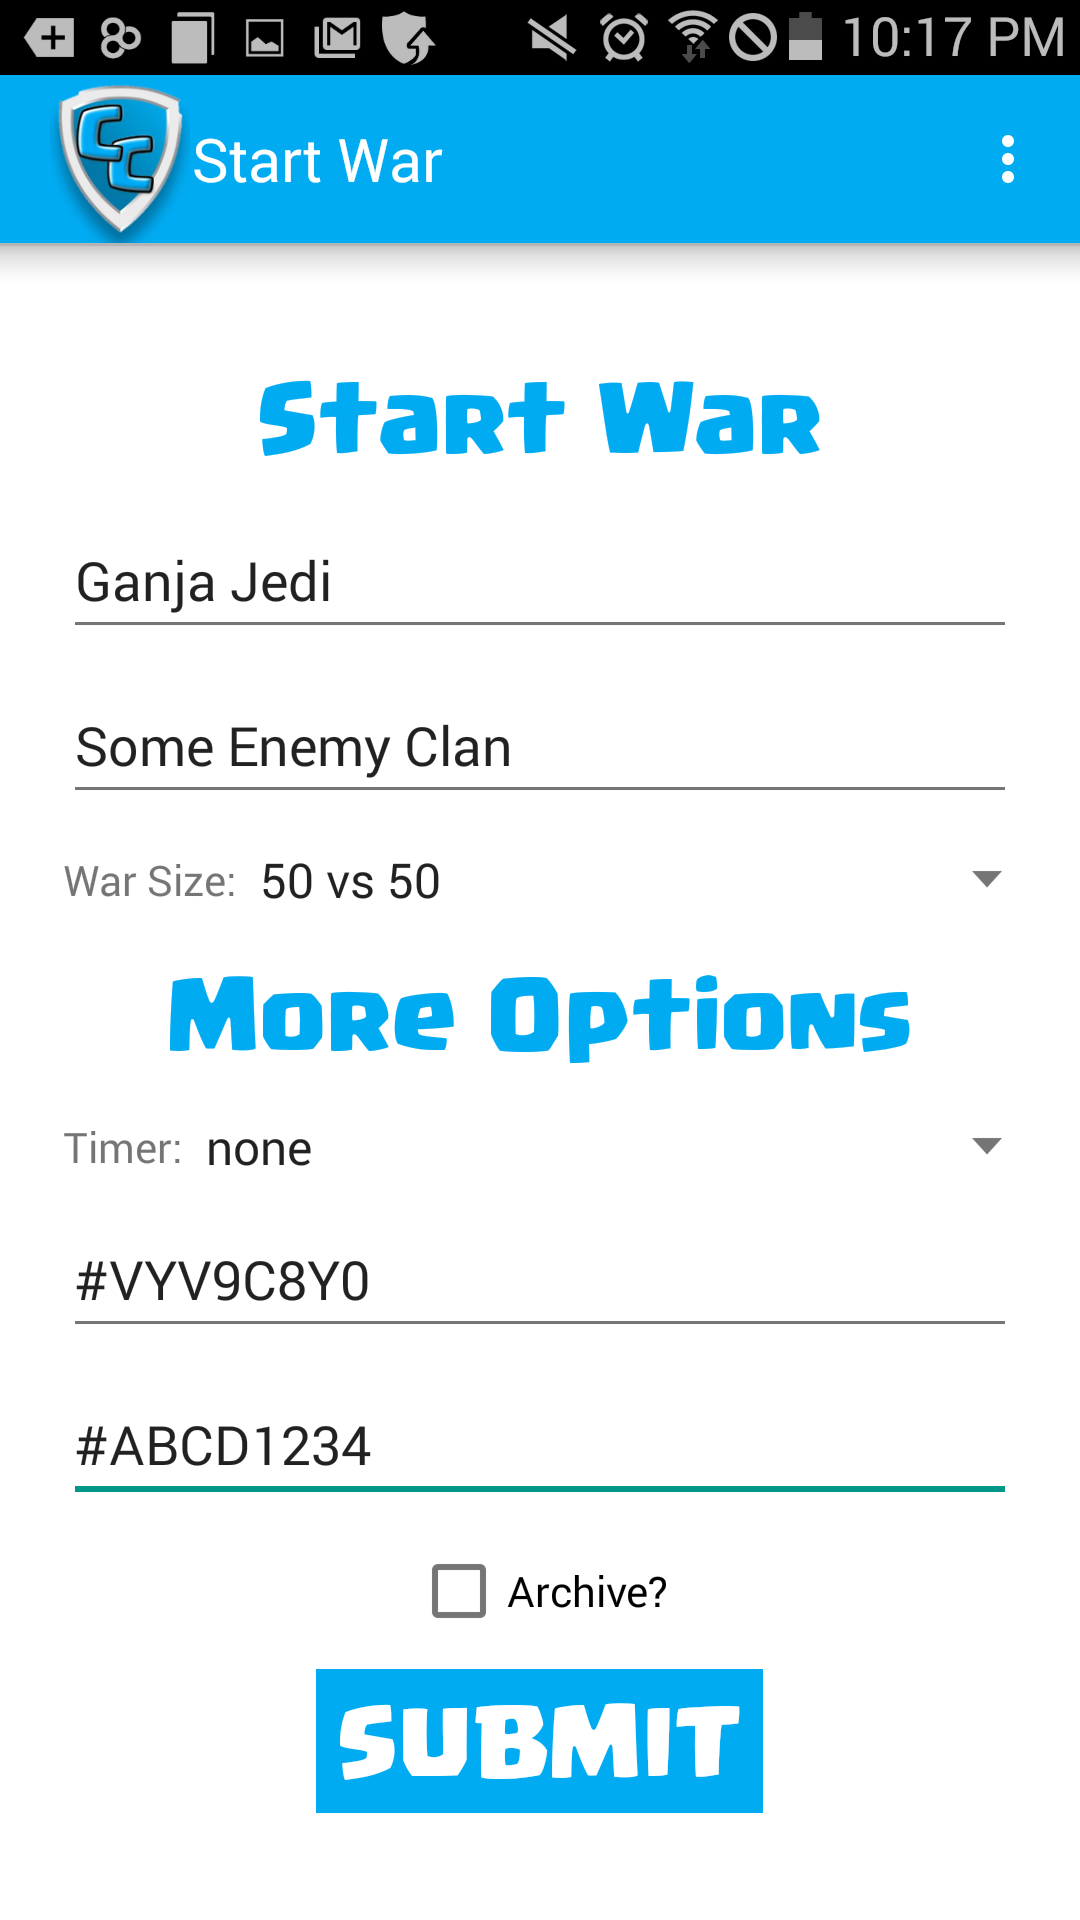 10:17 PM
CC Start War
Start War
Ganja Jedi
Some Enemy Clan
War Size: 50 vs 50
More Options
Timer: none
#VYV9C8Y0
#ABCD1234
Archive?
SUBMIT